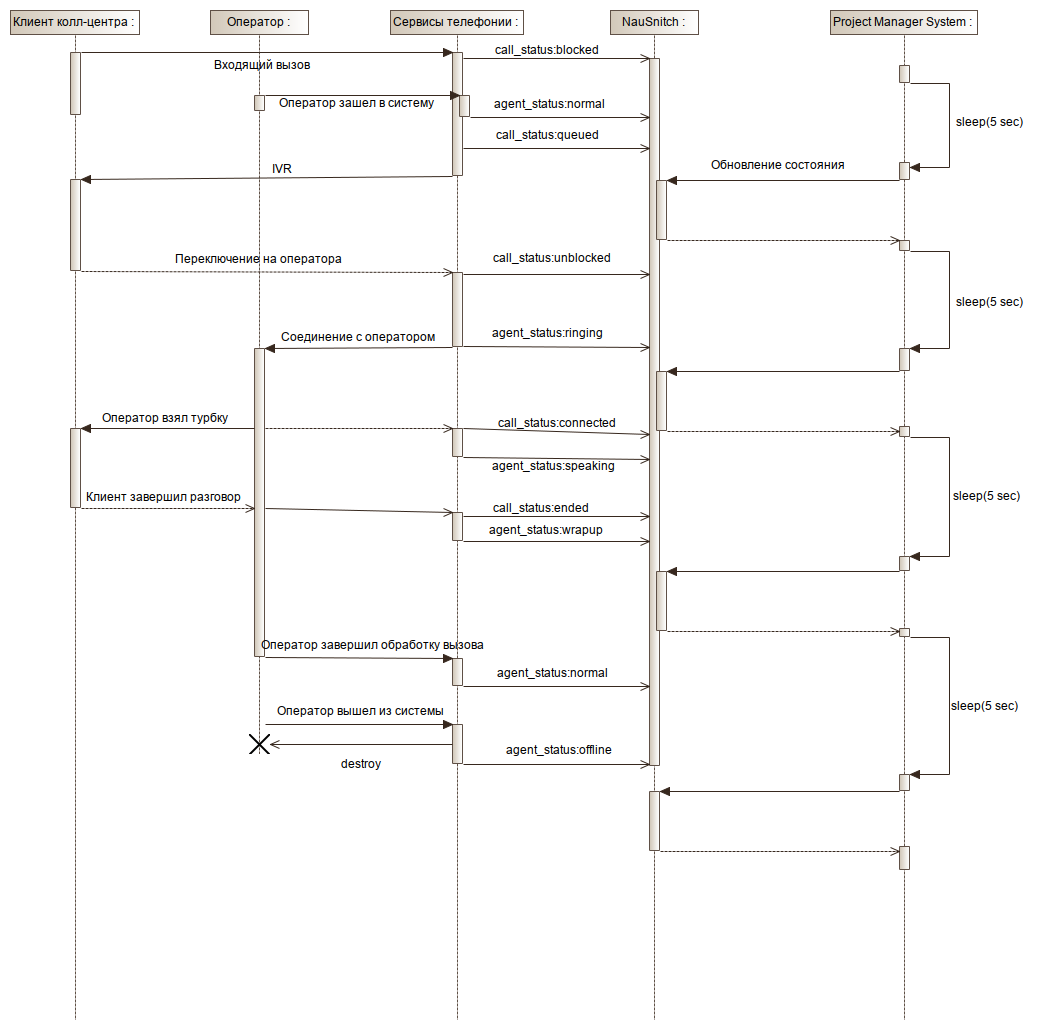 Клиент колл-центра :
Оператор :
Сервисы телефонии :
NauSnitch :
Project Manager System :
call_status:blocked
Входящий вызов
Оператор зашел в систему
agent_status:normal
sleep(5 sec)
call_status:queued
IVR
Обновление состояния
Переключение на оператора
call_status:unblocked
sleep(5 sec)
Соединение с оператором
agent_status:ringing
Оператор взял турбку
call_status:connected
agent_status:speaking
Клиент завершил разговор
sleep(5 sec)
call_status:ended
agent_status:wrapup
Оператор завершил обработку вызова
agent_status:normal
Оператор вышел из системы
sleep(5 sec)
agent_status:offline
destroy